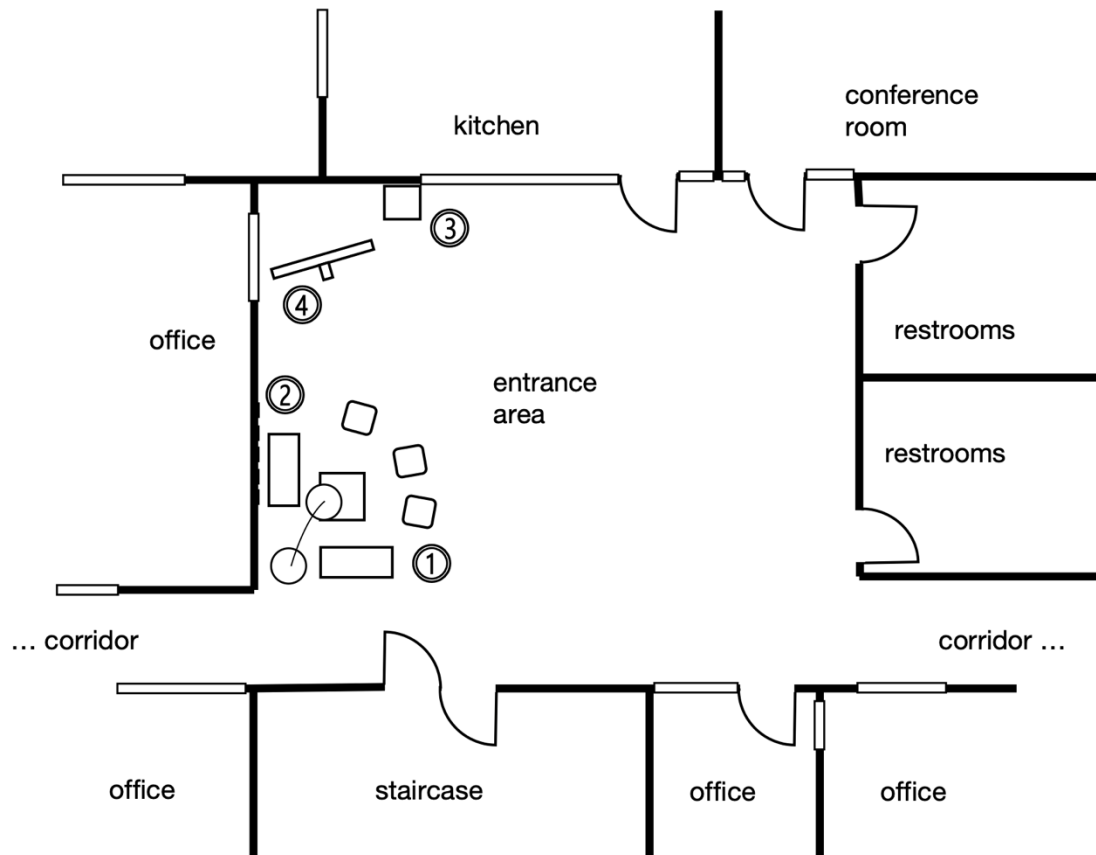 conference
room
kitchen
3
4
office
restrooms
entrance
area
2
restrooms
1
... corridor
corridor ...
office
staircase
office
office